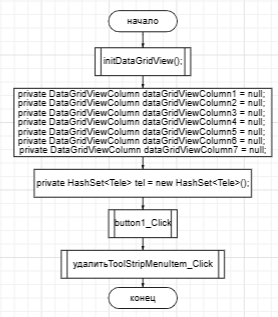 начало
initDataGridView();
private DataGridViewColumn dataGridViewColumn1 = null;
private DataGridViewColumn dataGridViewColumn2 = null;
private DataGridViewColumn dataGridViewColumn3 = null;
private DataGridViewColumn dataGridViewColumn4 = null;
private DataGridViewColumn dataGridViewColumn5 = null;
private DataGridViewColumn dataGridViewColumn6 = null;
private DataGridViewColumn dataGridViewColumn7 = null;
private HashSet<Tele> tel = new HashSet<Tele>();
button1_Click
удалитьToolStripMenuItem_Click
конец